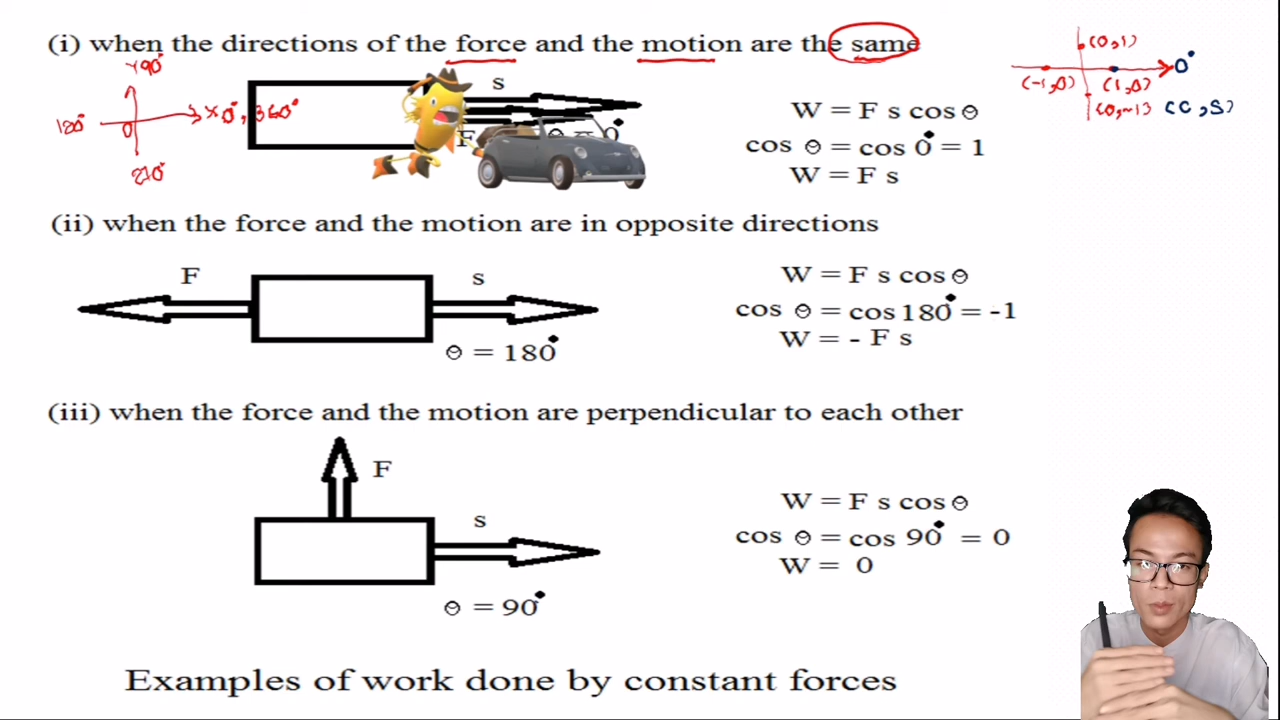 (i) when the directions of the force and the motion are the same
+90°
180°
0
x 0°, 360°
270°
s
F
θ = 0°
W = F s cos θ
cos θ = cos 0° = 1
W = F s
(0,1)
0°
(-1,0)
(1,0)
(0,-1)
(C,S)
(ii) when the force and the motion are in opposite directions
F
s
θ = 180°
W = F s cos θ
cos θ = cos 180° = -1
W = - F s
(iii) when the force and the motion are perpendicular to each other
F
s
θ = 90°
W = F s cos θ
cos θ = cos 90° = 0
W = 0
Examples of work done by constant forces